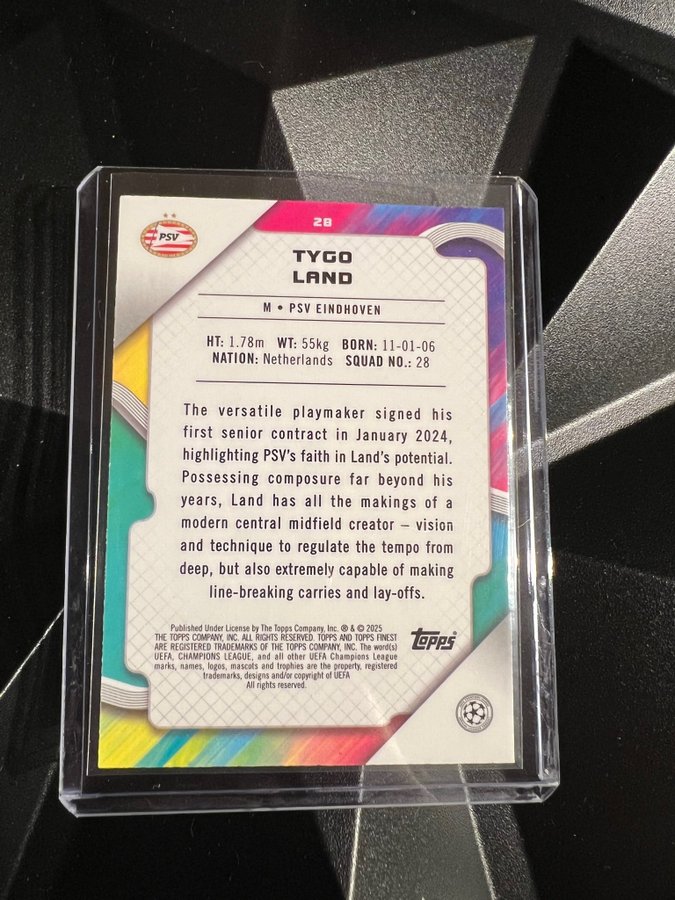 28
PSV
TYGO
LAND
M • PSV EINDHOVEN
HT: 1.78m WT: 55kg BORN: 11-01-06
NATION: Netherlands SQUAD NO.: 28
The versatile playmaker signed his
first senior contract in January 2024,
highlighting PSV's faith in Land's potential.
Possessing composure far beyond his
years, Land has all the makings of a
modern central midfield creator – vision
and technique to regulate the tempo from
deep, but also extremely capable of making
line-breaking carries and lay-offs.
Published Under License by The Topps Company, Inc. ® & © 2025
THE TOPPS COMPANY, INC. ALL RIGHTS RESERVED. TOPPS AND TOPPS FINEST
ARE REGISTERED TRADEMARKS OF THE TOPPS COMPANY, INC. The word(s)
UEFA, CHAMPIONS LEAGUE, and all other UEFA Champions League
marks, names, logos, mascots and trophies are the property, registered
trademarks, designs and/or copyright of UEFA
All rights reserved.
Topps